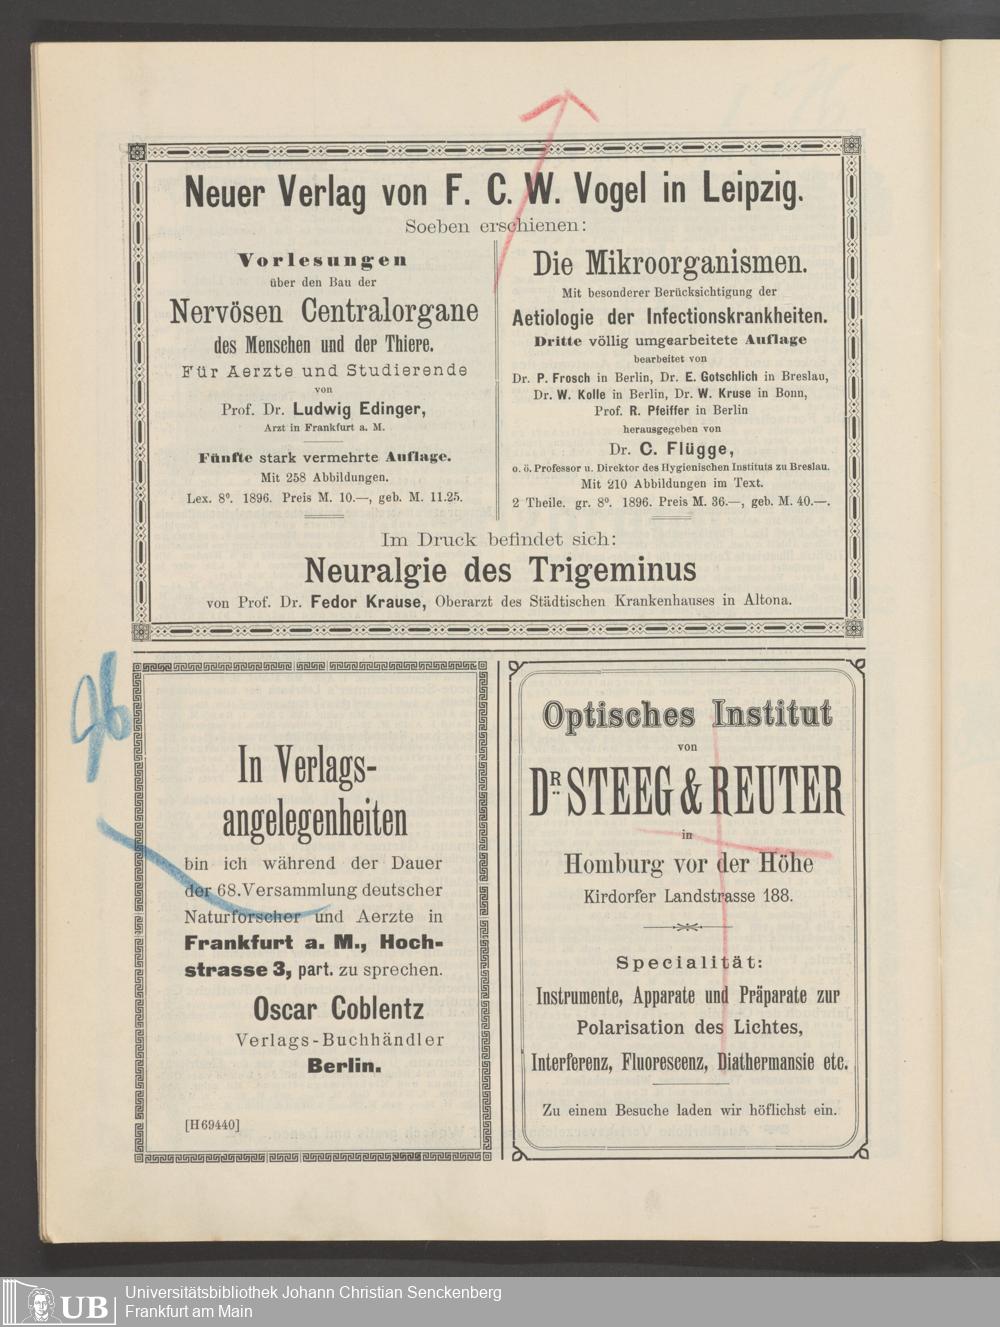 Neuer Verlag von F. C. W. Vogel in Leipzig.
Soeben erschienen:
Vorlesungen
über den Bau der
Nervösen Centralorgane
des Menschen und der Thiere.
Für Aerzte und Studierende
von
Prof. Dr. Ludwig Edinger,
Arzt in Frankfurt a. M.
Fünfte stark vermehrte Auflage.
Mit 258 Abbildungen.
Lex. 8⁰. 1896. Preis M. 10.—, geb. M. 11.25.
Die Mikroorganismen.
Mit besonderer Berücksichtigung der
Aetiologie der Infectionskrankheiten.
Dritte völlig umgearbeitete Auflage
bearbeitet von
Dr. P. Frosch in Berlin, Dr. E. Gotschlich in Breslau,
Dr. W. Kolle in Berlin, Dr. W. Kruse in Bonn,
Prof. R. Pfeiffer in Berlin
herausgegeben von
Dr. C. Flügge,
o. ö. Professor u. Direktor des Hygienischen Instituts zu Breslau.
Mit 210 Abbildungen im Text.
2 Theile. gr. 8⁰. 1896. Preis M. 36.—, geb. M. 40.—.
Im Druck befindet sich:
Neuralgie des Trigeminus
von Prof. Dr. Fedor Krause, Oberarzt des Städtischen Krankenhauses in Altona.
96
In Verlags-
angelegenheiten
bin ich während der Dauer
der 68. Versammlung deutscher
Naturforscher und Aerzte in
Frankfurt a. M., Hoch-
strasse 3, part. zu sprechen.
Oscar Coblentz
Verlags-Buchhändler
Berlin.
[H 69440]
Optisches Institut
von
DR. STEEG & REUTER
in
Homburg vor der Höhe
Kirdorfer Landstrasse 188.
Specialität:
Instrumente, Apparate und Präparate zur
Polarisation des Lichtes,
Interferenz, Fluorescenz, Diathermansie etc.
Zu einem Besuche laden wir höflichst ein.
UB
Universitätsbibliothek Johann Christian Senckenberg
Frankfurt am Main